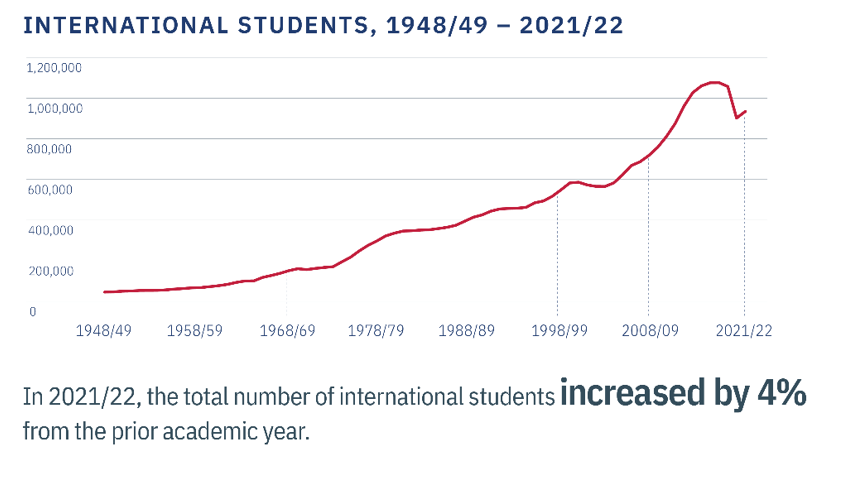 INTERNATIONAL STUDENTS, 1948/49 – 2021/22
1,200,000
1,000,000
800,000
600,000
400,000
200,000
0
1948/49 1958/59 1968/69 1978/79 1988/89 1998/99 2008/09 2021/22
In 2021/22, the total number of international students increased by 4%
from the prior academic year.